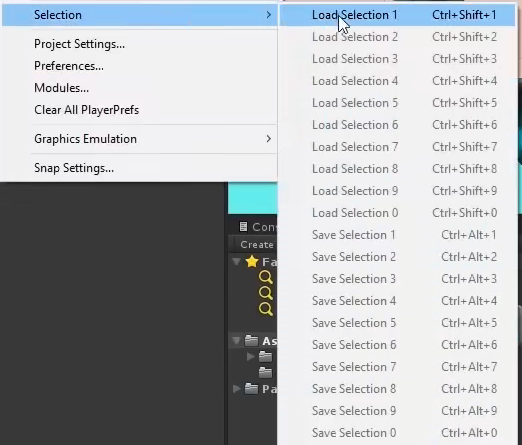 Selection > Load Selection 1 Ctrl+Shift+1
Load Selection 2 Ctrl+Shift+2
Project Settings... Load Selection 3 Ctrl+Shift+3
Preferences... Load Selection 4 Ctrl+Shift+4
Modules... Load Selection 5 Ctrl+Shift+5
Clear All PlayerPrefs Load Selection 6 Ctrl+Shift+6
Graphics Emulation > Load Selection 7 Ctrl+Shift+7
Snap Settings... Load Selection 8 Ctrl+Shift+8
Load Selection 9 Ctrl+Shift+9
Load Selection 0 Ctrl+Shift+0
Save Selection 1 Ctrl+Alt+1
Save Selection 2 Ctrl+Alt+2
Save Selection 3 Ctrl+Alt+3
Save Selection 4 Ctrl+Alt+4
Save Selection 5 Ctrl+Alt+5
Save Selection 6 Ctrl+Alt+6
Save Selection 7 Ctrl+Alt+7
Save Selection 8 Ctrl+Alt+8
Save Selection 9 Ctrl+Alt+9
Save Selection 0 Ctrl+Alt+0
Con
Create
Fa
As
Pa